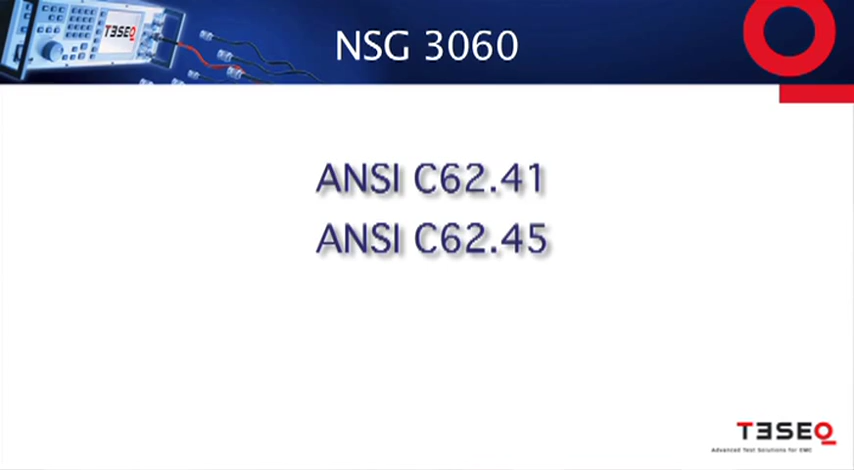 TESEQ
NSG 3060
ANSI C62.41
ANSI C62.45
TESEQ
Advanced Test Solutions for EMC